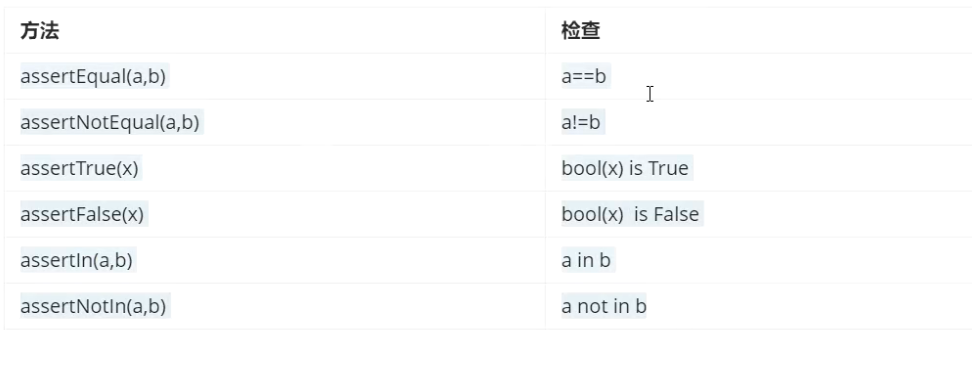 方法 检查
assertEqual(a,b) a==b
assertNotEqual(a,b) a!=b
assertTrue(x) bool(x) is True
assertFalse(x) bool(x)  is False
assertIn(a,b) a in b
assertNotIn(a,b) a not in b